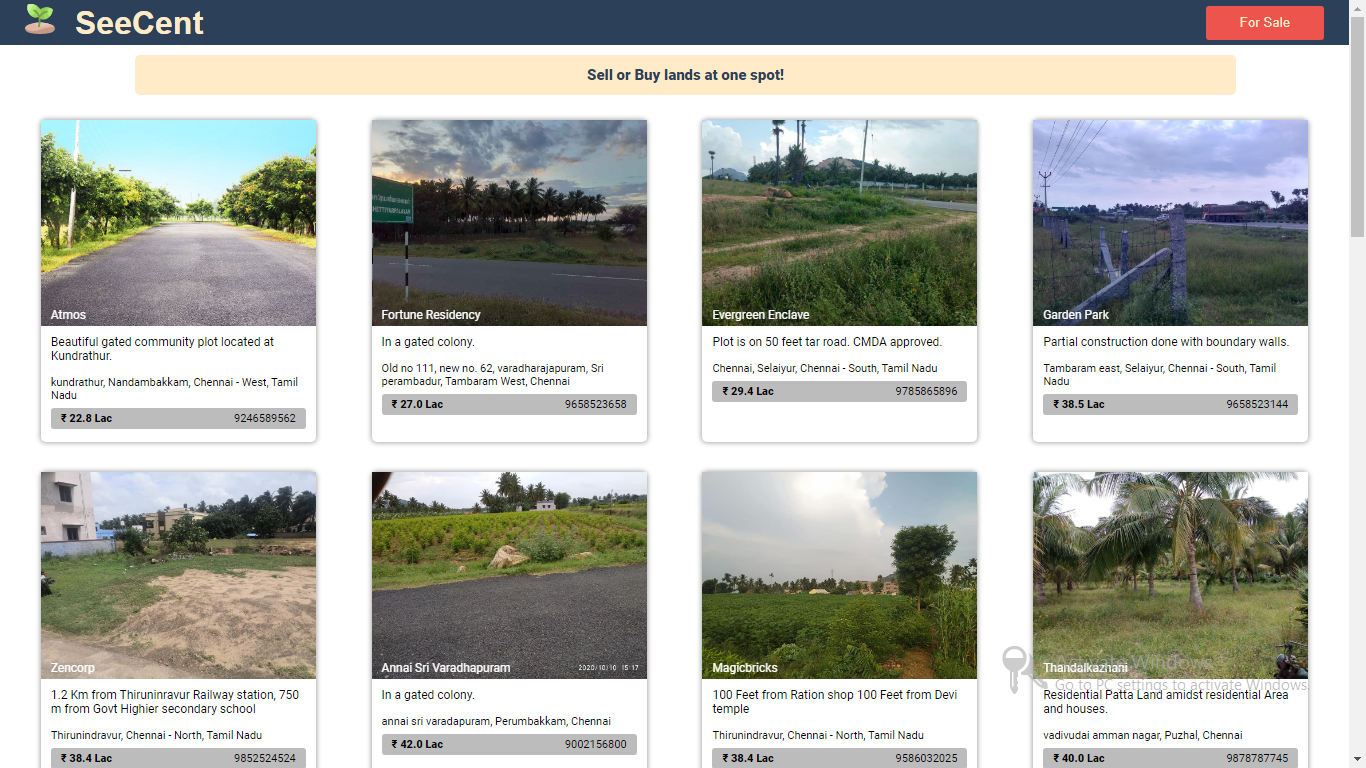 SeeCent
For Sale
Sell or Buy lands at one spot!
Atmos
Beautiful gated community plot located at
Kundrathur.
kundrathur, Nandambakkam, Chennai - West, Tamil
Nadu
₹ 22.8 Lac 9246589562
Fortune Residency
In a gated colony.
Old no 111, new no. 62, varadharajapuram, Sri
perambadur, Tambaram West, Chennai
₹ 27.0 Lac 9658523658
Evergreen Enclave
Plot is on 50 feet tar road. CMDA approved.
Chennai, Selaiyur, Chennai - South, Tamil Nadu
₹ 29.4 Lac 9785865896
Garden Park
Partial construction done with boundary walls.
Tambaram east, Selaiyur, Chennai - South, Tamil
Nadu
₹ 38.5 Lac 9658523144
Zencorp
1.2 Km from Thiruninravur Railway station, 750
m from Govt Highier secondary school
Thirunindravur, Chennai - North, Tamil Nadu
₹ 38.4 Lac 9852524524
2020/10/10 15:17
Annai Sri Varadhapuram
In a gated colony.
annai sri varadapuram, Perumbakkam, Chennai
₹ 42.0 Lac 9002156800
Magicbricks
100 Feet from Ration shop 100 Feet from Devi
temple
Thirunindravur, Chennai - North, Tamil Nadu
₹ 38.4 Lac 9586032025
Thandalkazhani
Residential Patta Land amidst residential Area
and houses.
vadivudai amman nagar, Puzhal, Chennai
₹ 40.0 Lac 9878787745
Windows
Go to PC settings to activate Windows.